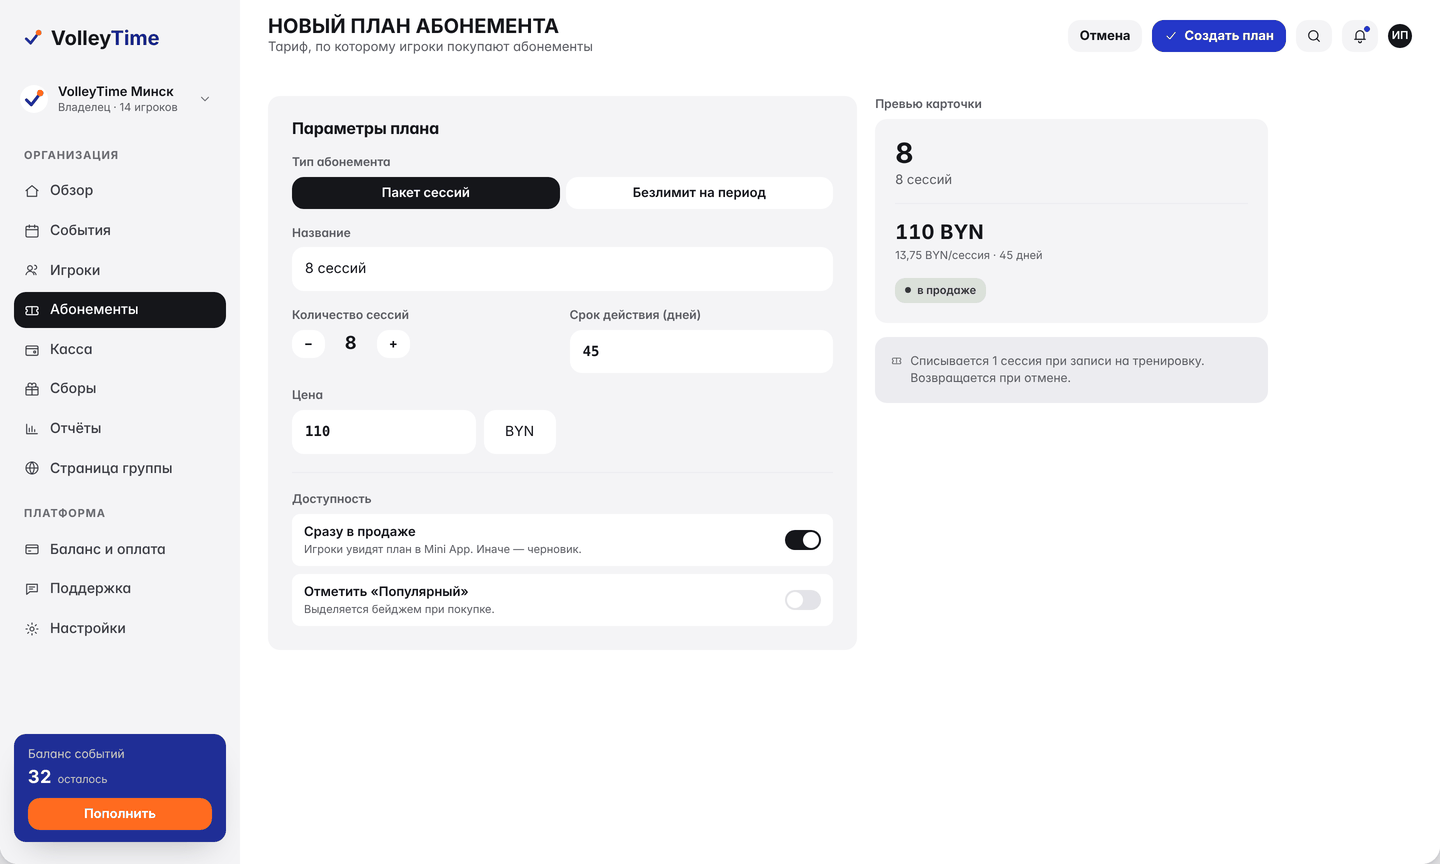 VolleyTime
VolleyTime Минск
Владелец · 14 игроков
ОРГАНИЗАЦИЯ
Обзор
События
Игроки
Абонементы
Касса
Сборы
Отчёты
Страница группы
ПЛАТФОРМА
Баланс и оплата
Поддержка
Настройки
Баланс событий
32 осталось
Пополнить
НОВЫЙ ПЛАН АБОНЕМЕНТА
Тариф, по которому игроки покупают абонементы
Отмена
Создать план
ИП
Параметры плана
Тип абонемента
Пакет сессий
Безлимит на период
Название
8 сессий
Количество сессий
Срок действия (дней)
− 8 +
45
Цена
110
BYN
Доступность
Сразу в продаже
Игроки увидят план в Mini App. Иначе — черновик.
Отметить «Популярный»
Выделяется бейджем при покупке.
Превью карточки
8
8 сессий
110 BYN
13,75 BYN/сессия · 45 дней
в продаже
Списывается 1 сессия при записи на тренировку.
Возвращается при отмене.